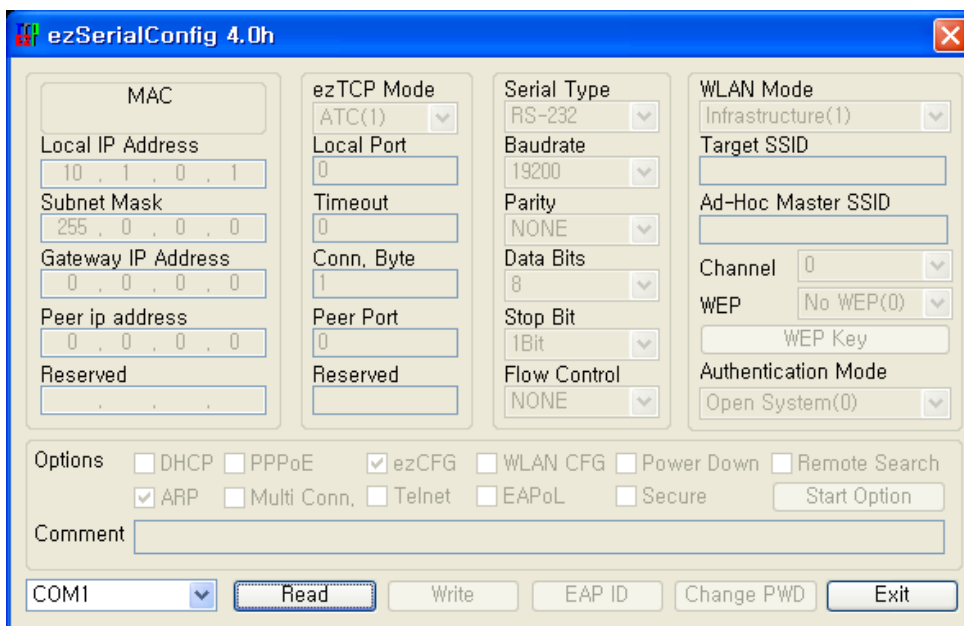 ezSerialConfig 4.0h
MAC
Local IP Address
10 . 1 . 0 . 1
Subnet Mask
255 . 0 . 0 . 0
Gateway IP Address
0 . 0 . 0 . 0
Peer ip address
0 . 0 . 0 . 0
Reserved
. . .
ezTCP Mode
ATC(1)
Local Port
0
Timeout
0
Conn, Byte
1
Peer Port
0
Reserved
Serial Type
RS-232
Baudrate
19200
Parity
NONE
Data Bits
8
Stop Bit
1Bit
Flow Control
NONE
WLAN Mode
Infrastructure(1)
Target SSID
Ad-Hoc Master SSID
Channel 0
WEP No WEP(0)
WEP Key
Authentication Mode
Open System(0)
Options DHCP PPPoE ezCFG WLAN CFG Power Down Remote Search
ARP Multi Conn, Telnet EAPoL Secure Start Option
Comment
COM1 Read Write EAP ID Change PWD Exit